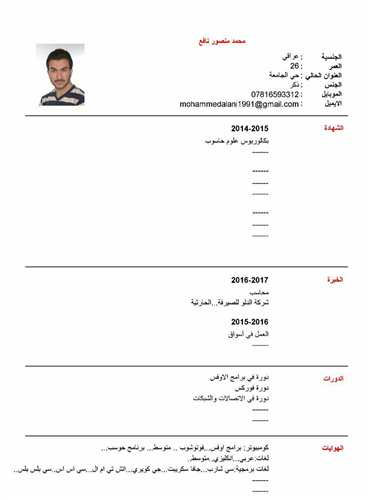 محمد منصور نافع
الجنسية : عراقي
العمر : 26
العنوان الحالي : حي الجامعة
الجنس : ذكر
الموبايل : 07816593312
الايميل : mohammedalani1991@gmail.com
الشهادة
2014-2015
بكالوريوس علوم حاسوب
------
------
------
------
------
------
------
الخبرة
2016-2017
محاسب
شركة الدلو للصيرفة...الحارثية
2015-2016
العمل في أسواق
------
الدورات
دورة في برامج الاوفس
دورة فوركس
دورة في الاتصالات والشبكات
------
------
الهوايات
كومبيوتر: برامج اوفس...فوتوشوب .. متوسط.. برنامج حوسب...
لغات:عربي...انكليزي..متوسط..
لغات برمجية:سي شارب...جافا سكريبت...جي كويري...اتش تي ام ال...سي اس اس..سي بلس بلس..
------
------